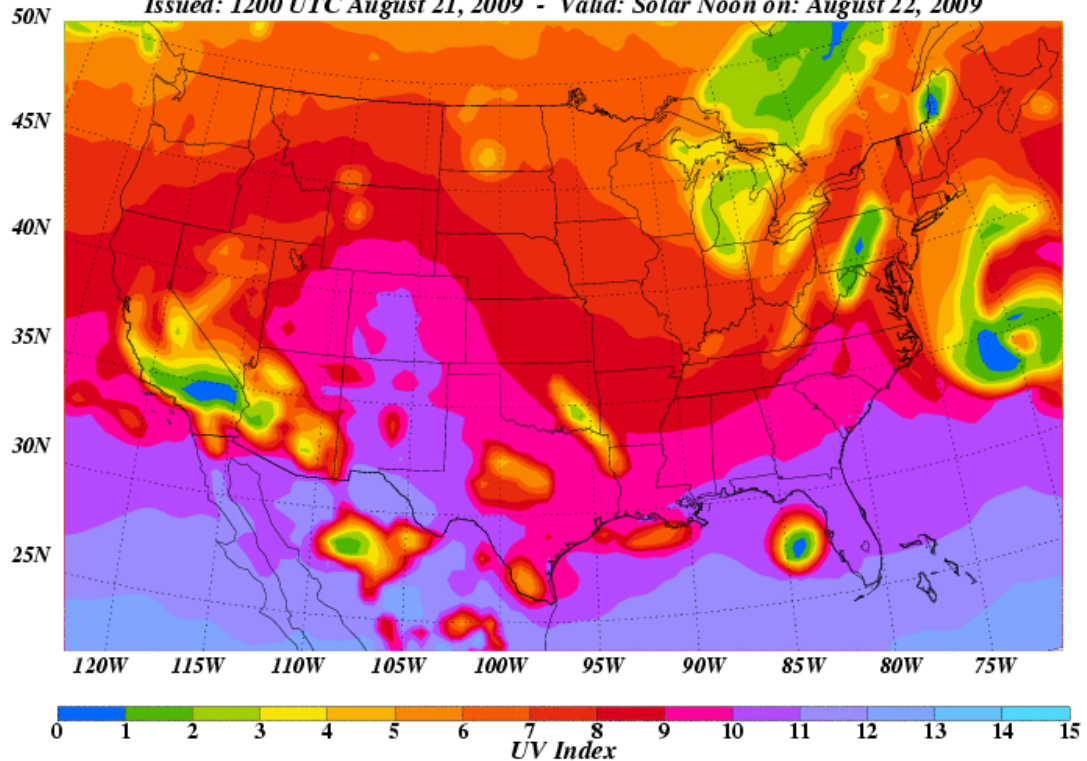 Issued: 1200 UTC August 21, 2009 - Valid: Solar Noon on: August 22, 2009
50N
45N
40N
35N
30N
25N
120W 115W 110W 105W 100W 95W 90W 85W 80W 75W
0 1 2 3 4 5 6 7 8 9 10 11 12 13 14 15
UV Index